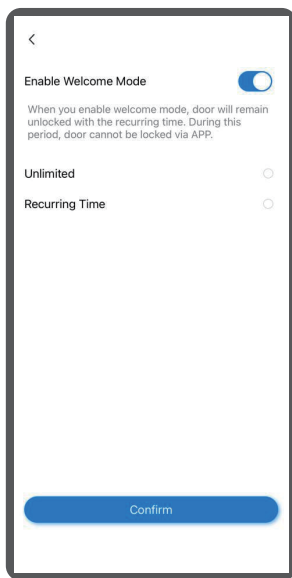 Enable Welcome Mode
When you enable welcome mode, door will remain
unlocked with the recurring time. During this
period, door cannot be locked via APP.
Unlimited
Recurring Time
Confirm